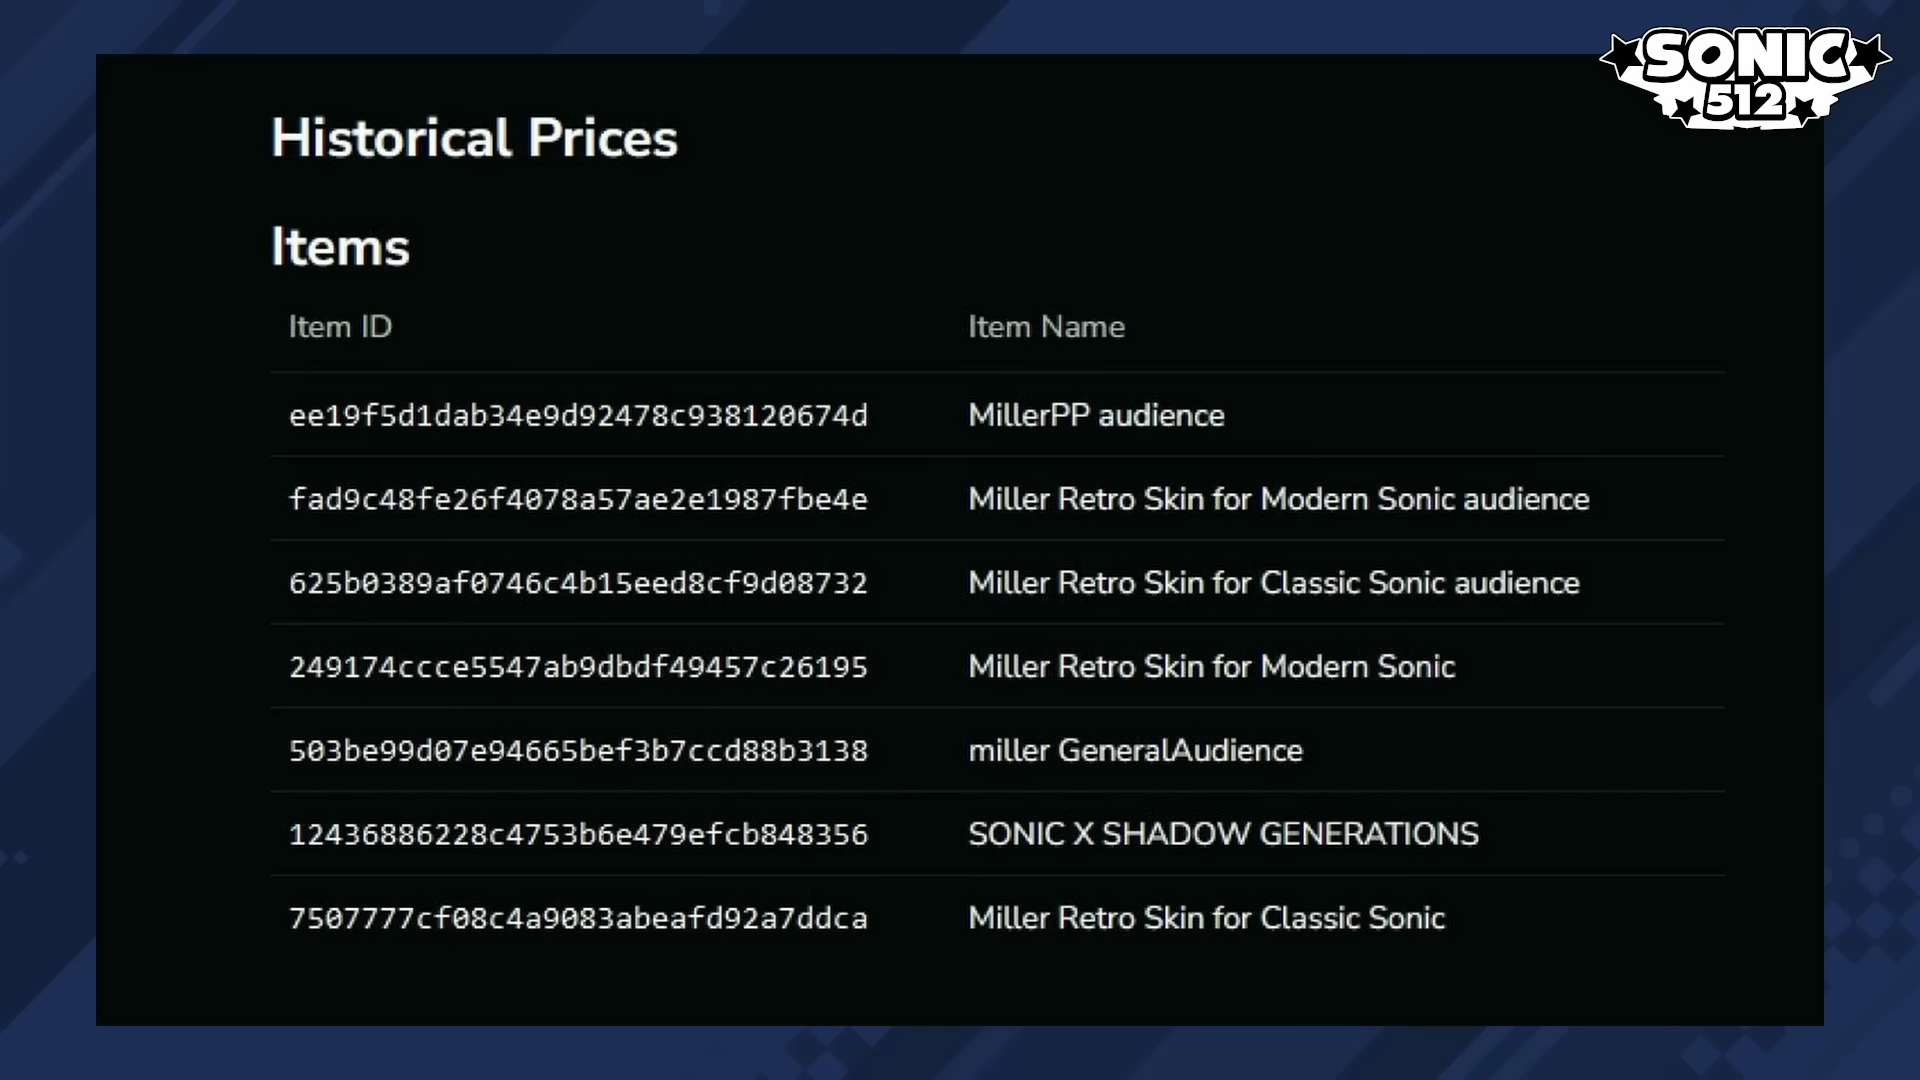 SONIC
512
Historical Prices
Items
Item ID Item Name
ee19f5d1dab34e9d92478c938120674d MillerPP audience
fad9c48fe26f4078a57ae2e1987fbe4e Miller Retro Skin for Modern Sonic audience
625b0389af0746c4b15eed8cf9d08732 Miller Retro Skin for Classic Sonic audience
249174ccce5547ab9dbdf49457c26195 Miller Retro Skin for Modern Sonic
503be99d07e94665bef3b7ccd88b3138 miller GeneralAudience
12436886228c4753b6e479efcb848356 SONIC X SHADOW GENERATIONS
7507777cf08c4a9083abeafd92a7ddca Miller Retro Skin for Classic Sonic